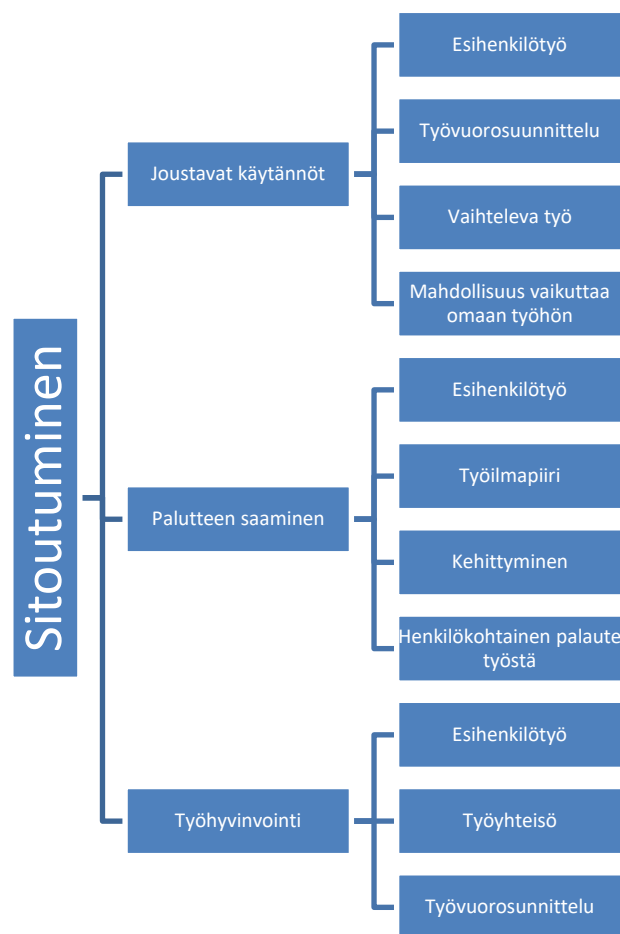 Sitoutuminen
Joustavat käytännöt
Esihenkilötyö
Työvuorosuunnittelu
Vaihteleva työ
Mahdollisuus vaikuttaa
omaan työhön
Palutteen saaminen
Esihenkilötyö
Työilmapiiri
Kehittyminen
Henkilökohtainen palaute
työstä
Työhyvinvointi
Esihenkilötyö
Työyhteisö
Työvuorosunnittelu